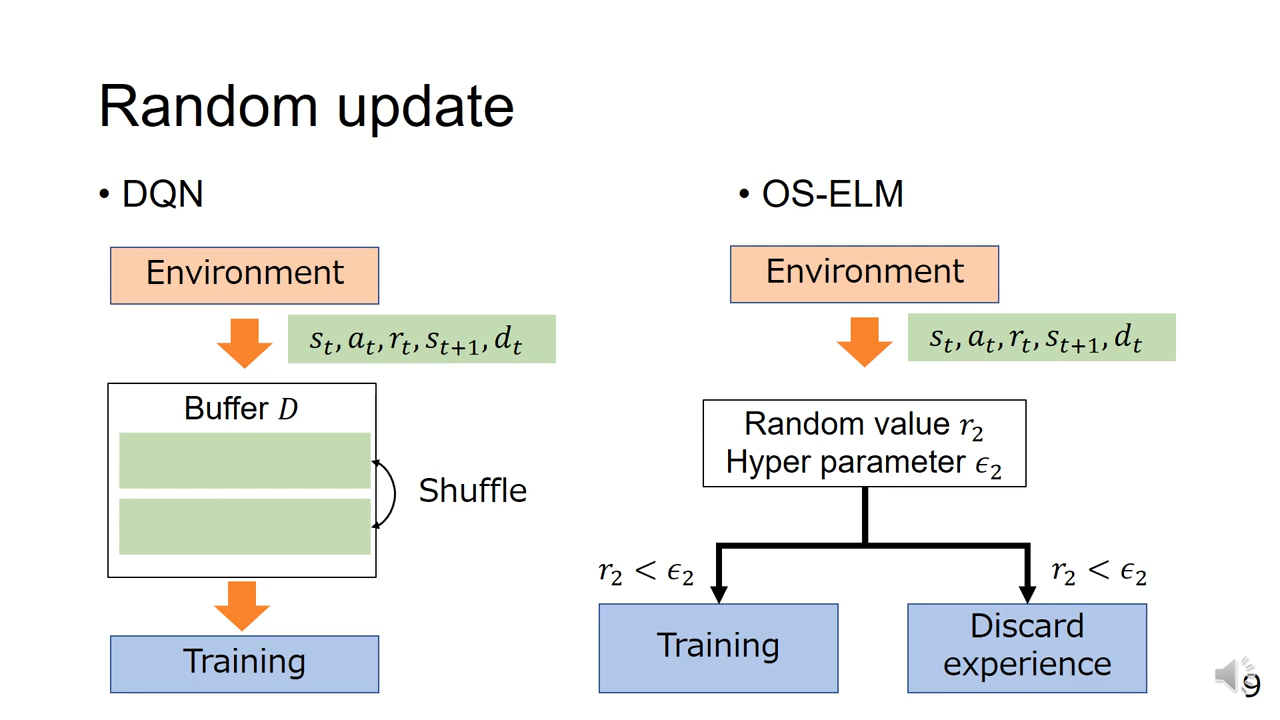 Random update
• DQN
Environment
s_t, a_t, r_t, s_{t+1}, d_t
Buffer D
Shuffle
Training
• OS-ELM
Environment
s_t, a_t, r_t, s_{t+1}, d_t
Random value r_2
Hyper parameter ϵ_2
r_2 < ϵ_2
r_2 < ϵ_2
Training
Discard
experience
9